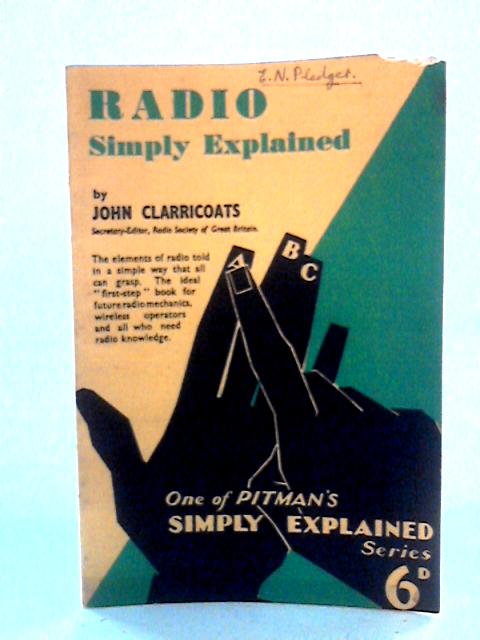 E. N. Pledger.
RADIO
Simply Explained
by
JOHN CLARRICOATS
Secretary-Editor, Radio Society of Great Britain.
The elements of radio told
in a simple way that all
can grasp. The ideal
"first-step" book for
future radio mechanics,
wireless operators
and all who need
radio knowledge.
A
B
C
One of PITMAN'S
SIMPLY EXPLAINED
Series
6D